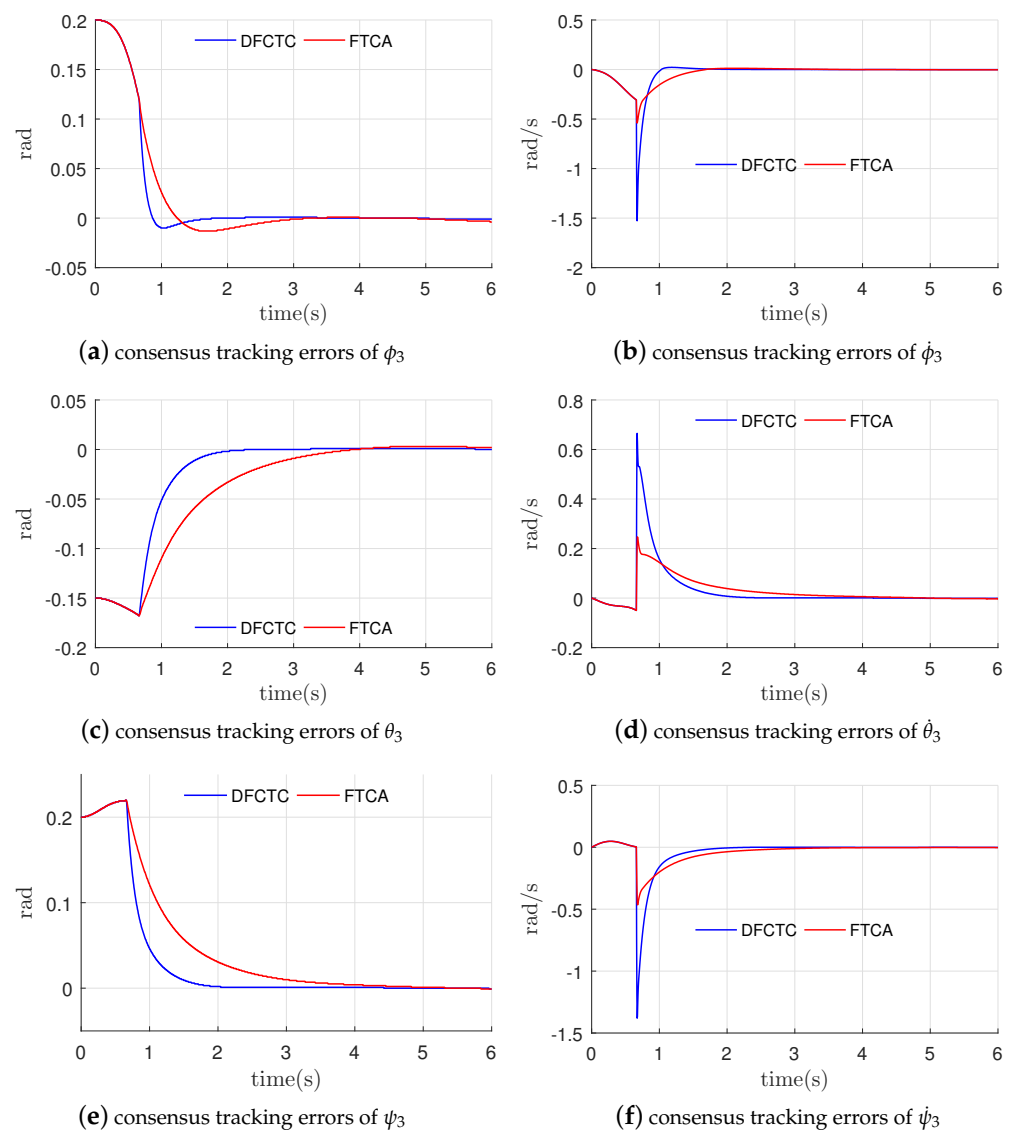 0.2
0.15
0.1
0.05
0
-0.05
rad
DFCTC FTCA
0 1 2 3 4 5 6
time(s)
(a) consensus tracking errors of ϕ₃
0.5
0
-0.5
-1
-1.5
-2
rad/s
DFCTC FTCA
0 1 2 3 4 5 6
time(s)
(b) consensus tracking errors of ϕ̇₃
0.05
0
-0.05
-0.1
-0.15
-0.2
rad
DFCTC FTCA
0 1 2 3 4 5 6
time(s)
(c) consensus tracking errors of θ₃
0.8
0.6
0.4
0.2
0
-0.2
rad/s
DFCTC FTCA
0 1 2 3 4 5 6
time(s)
(d) consensus tracking errors of θ̇₃
0.2
0.1
0
rad
DFCTC FTCA
0 1 2 3 4 5 6
time(s)
(e) consensus tracking errors of ψ₃
0.5
0
-0.5
-1
-1.5
rad/s
DFCTC FTCA
0 1 2 3 4 5 6
time(s)
(f) consensus tracking errors of ψ̇₃